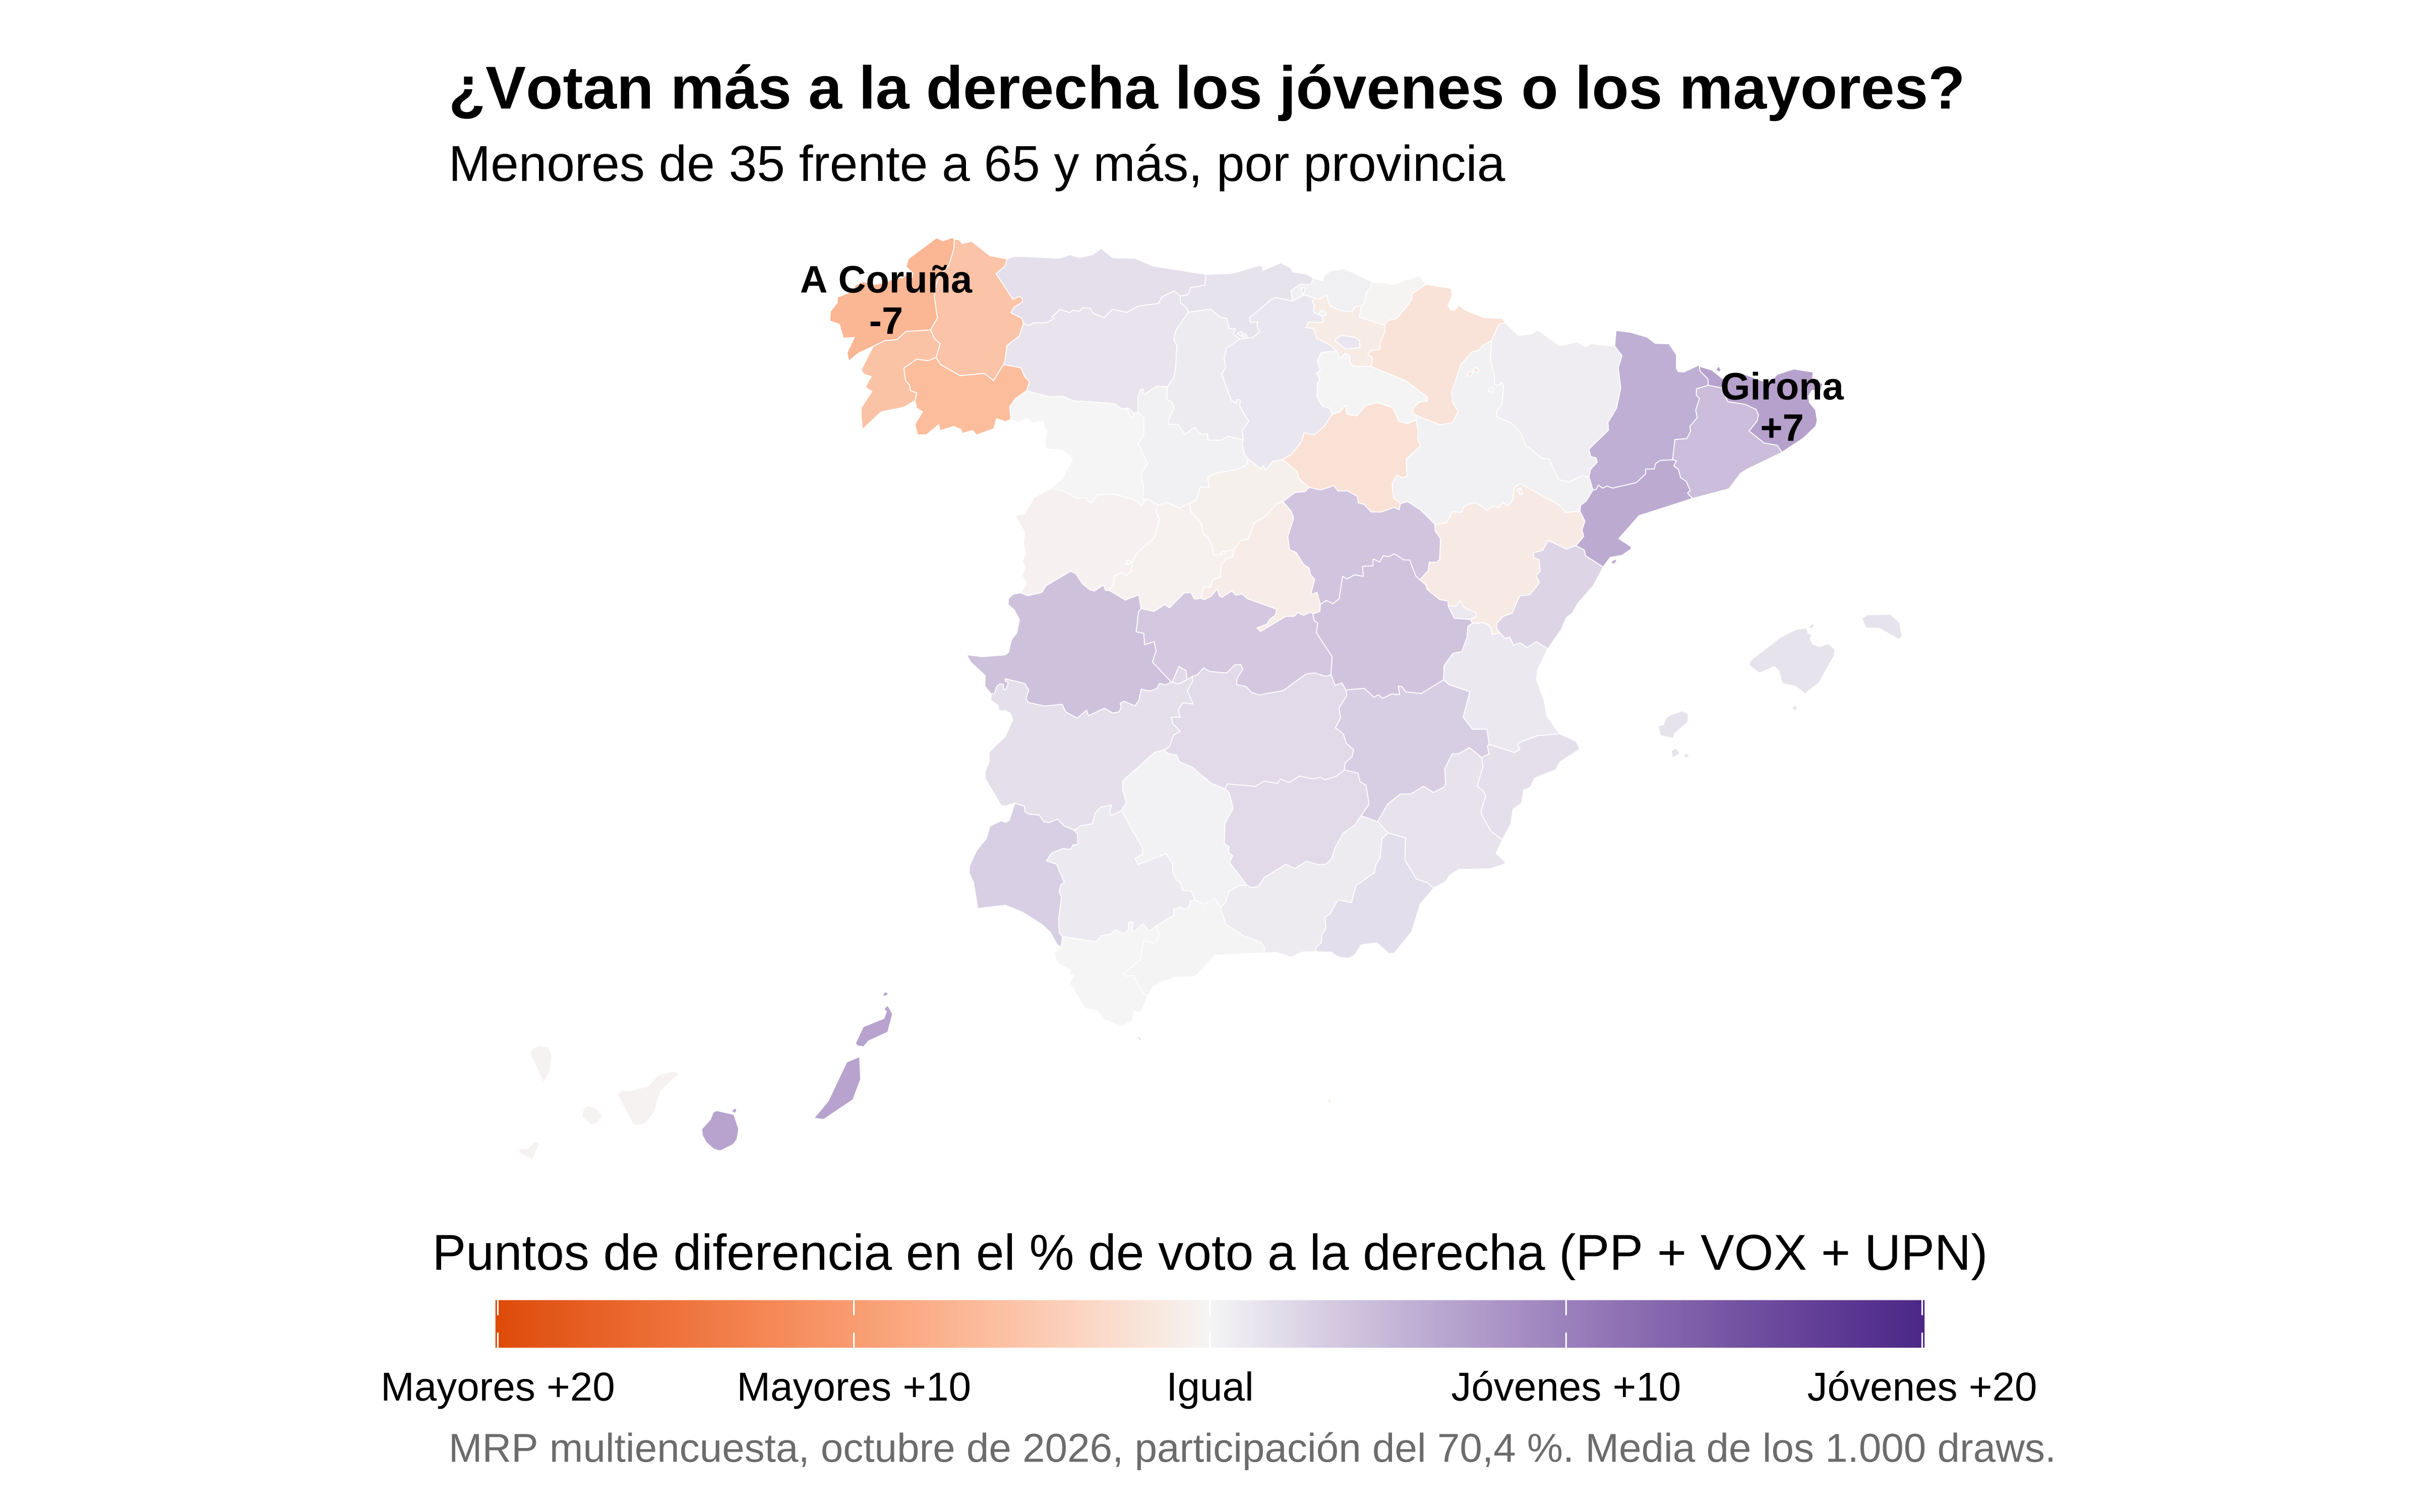 ¿Votan más a la derecha los jóvenes o los mayores?
Menores de 35 frente a 65 y más, por provincia
A Coruña
-7
Girona
+7
Puntos de diferencia en el % de voto a la derecha (PP + VOX + UPN)
Mayores +20 Mayores +10 Igual Jóvenes +10 Jóvenes +20
MRP multiencuesta, octubre de 2026, participación del 70,4 %. Media de los 1.000 draws.